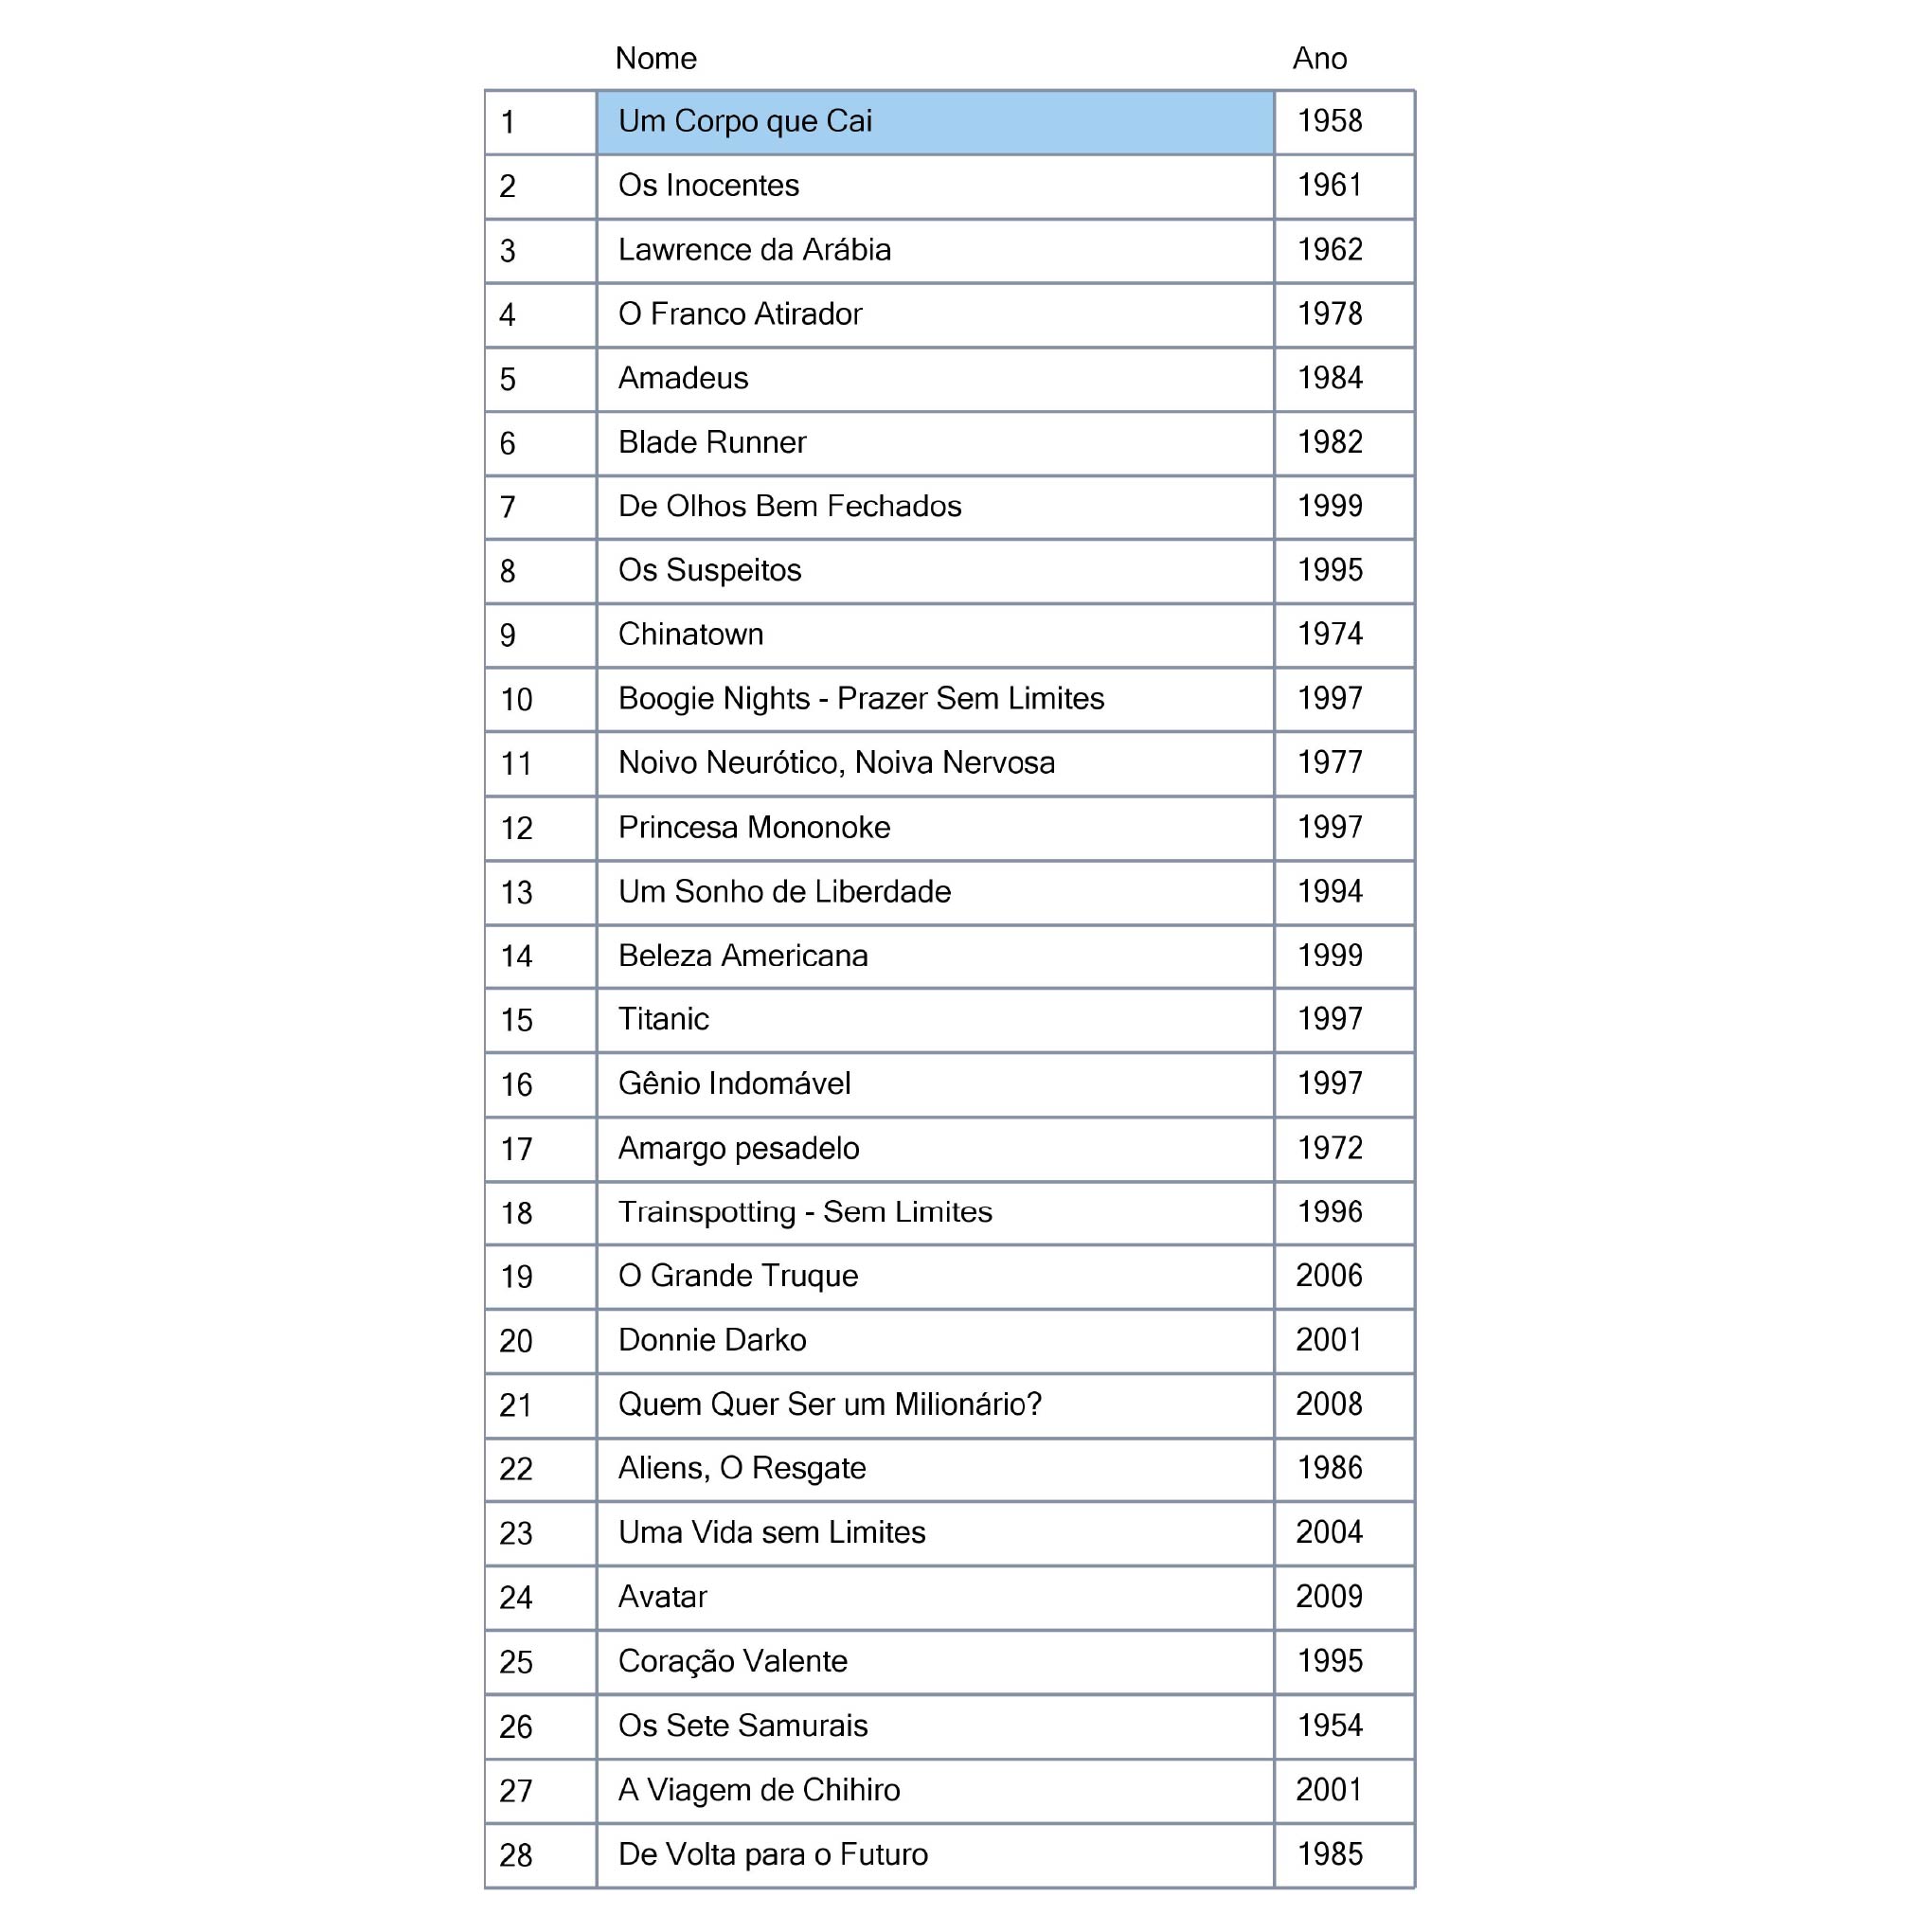 Nome Ano
1 Um Corpo que Cai 1958
2 Os Inocentes 1961
3 Lawrence da Arábia 1962
4 O Franco Atirador 1978
5 Amadeus 1984
6 Blade Runner 1982
7 De Olhos Bem Fechados 1999
8 Os Suspeitos 1995
9 Chinatown 1974
10 Boogie Nights - Prazer Sem Limites 1997
11 Noivo Neurótico, Noiva Nervosa 1977
12 Princesa Mononoke 1997
13 Um Sonho de Liberdade 1994
14 Beleza Americana 1999
15 Titanic 1997
16 Gênio Indomável 1997
17 Amargo pesadelo 1972
18 Trainspotting - Sem Limites 1996
19 O Grande Truque 2006
20 Donnie Darko 2001
21 Quem Quer Ser um Milionário? 2008
22 Aliens, O Resgate 1986
23 Uma Vida sem Limites 2004
24 Avatar 2009
25 Coração Valente 1995
26 Os Sete Samurais 1954
27 A Viagem de Chihiro 2001
28 De Volta para o Futuro 1985